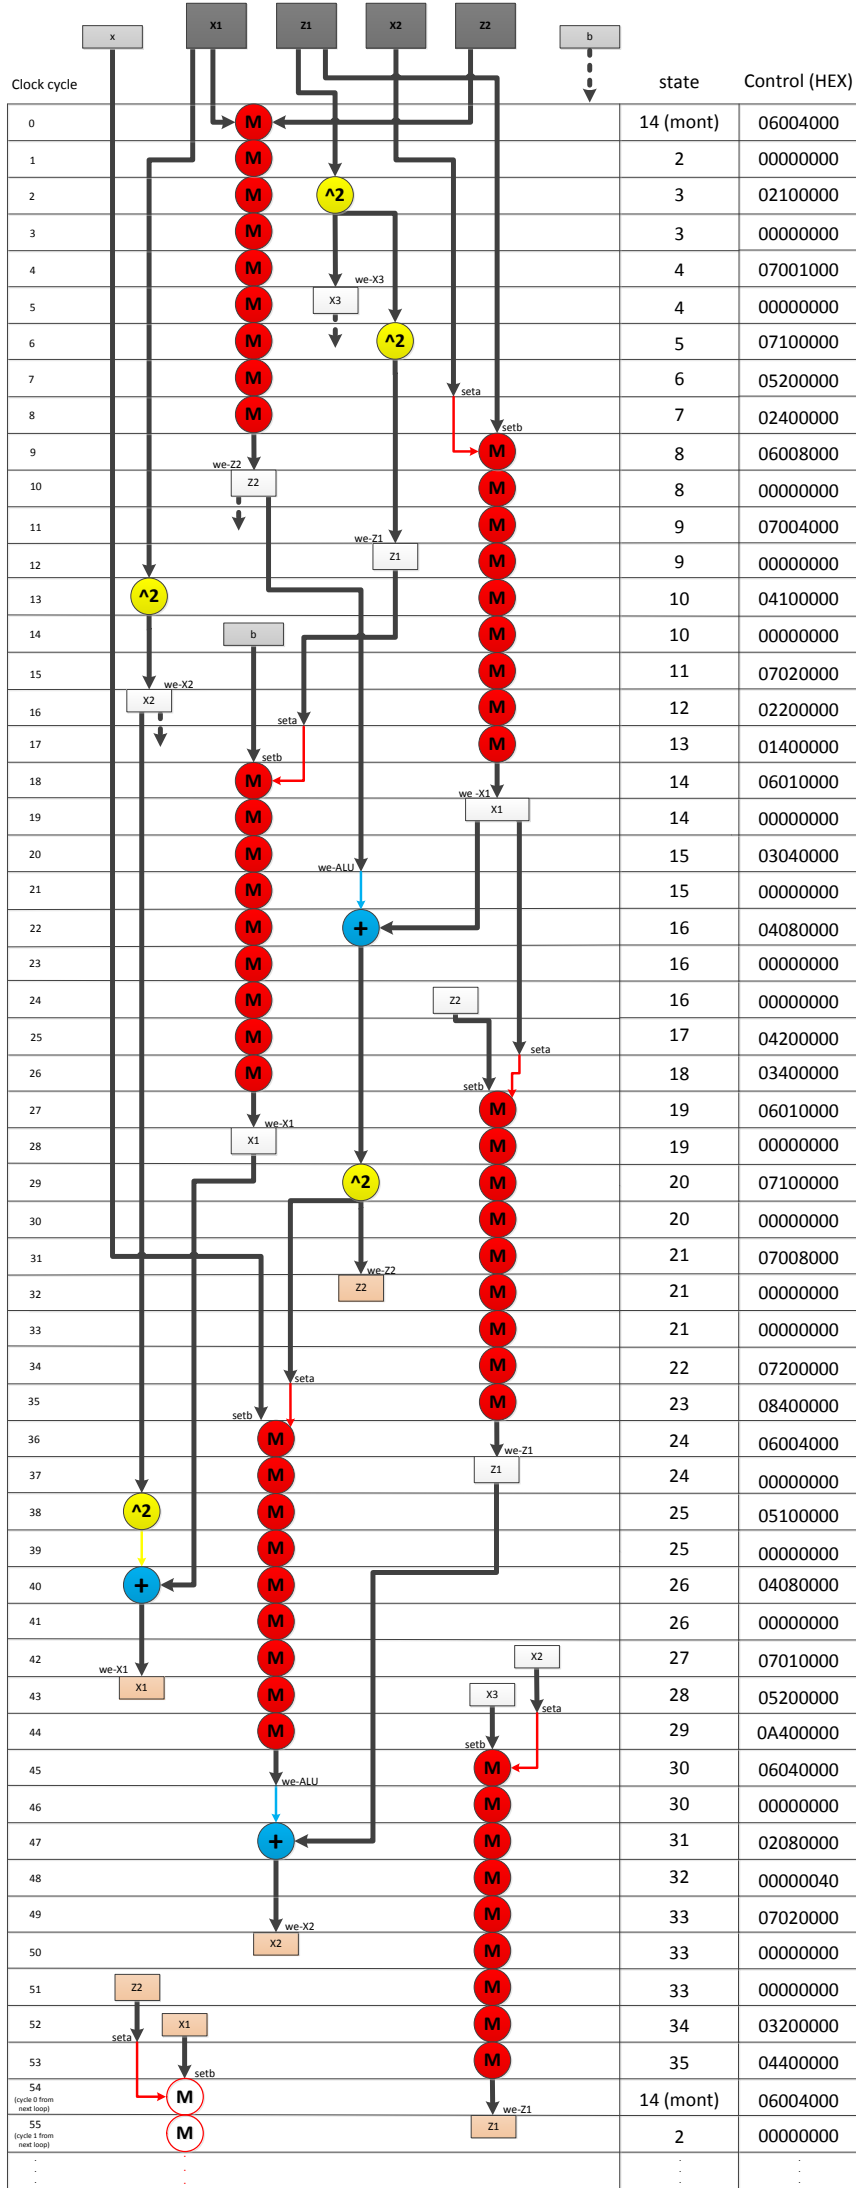 x X1 Z1 X2 Z2 b
Clock cycle state Control (HEX)
0 M 14 (mont) 06004000
1 M 2 00000000
2 M ^2 3 02100000
3 M 3 00000000
4 M we-X3 4 07001000
5 M X3 4 00000000
6 M ^2 5 07100000
7 M seta 6 05200000
8 M setb 7 02400000
9 M 8 06008000
we-Z2
10 Z2 M 8 00000000
11 we-Z1 M 9 07004000
12 Z1 M 9 00000000
13 ^2 M 10 04100000
14 b M 10 00000000
15 we-X2 M 11 07020000
16 X2 seta M 12 02200000
17 setb M 13 01400000
18 M we -X1 14 06010000
19 M X1 14 00000000
20 M we-ALU 15 03040000
21 M 15 00000000
22 M + 16 04080000
23 M 16 00000000
24 M Z2 16 00000000
25 M seta 17 04200000
26 M setb 18 03400000
27 we-X1 M 19 06010000
28 X1 M 19 00000000
29 ^2 M 20 07100000
30 M 20 00000000
31 we-Z2 M 21 07008000
32 Z2 M 21 00000000
33 M 21 00000000
34 seta M 22 07200000
35 setb M 23 08400000
36 M we-Z1 24 06004000
37 M Z1 24 00000000
38 ^2 M 25 05100000
39 M 25 00000000
40 + M 26 04080000
41 M 26 00000000
42 we-X1 M X2 27 07010000
43 X1 M X3 seta 28 05200000
44 M setb 29 0A400000
45 we-ALU M 30 06040000
46 M 30 00000000
47 + M 31 02080000
48 M 32 00000040
49 we-X2 M 33 07020000
50 X2 M 33 00000000
51 Z2 M 33 00000000
52 seta X1 M 34 03200000
53 setb M 35 04400000
54 (cycle 0 from next loop) M we-Z1 14 (mont) 06004000
55 (cycle 1 from next loop) M Z1 2 00000000